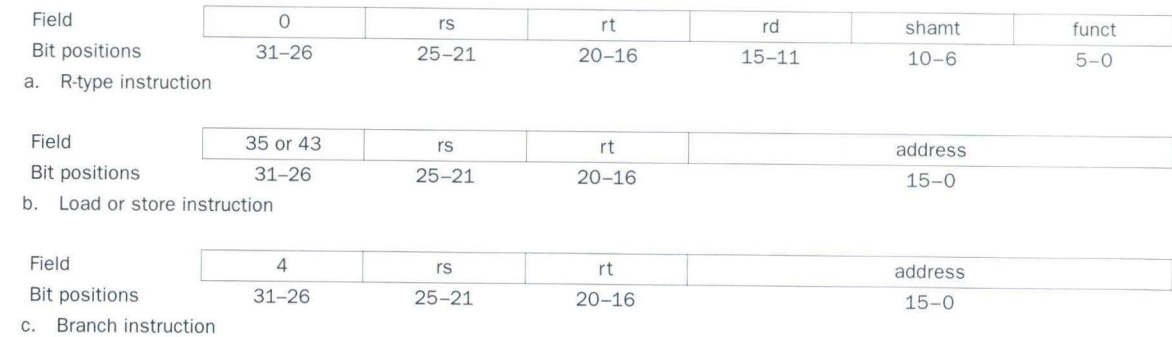 Field 0 rs rt rd shamt funct
Bit positions 31–26 25–21 20–16 15–11 10–6 5–0
a. R-type instruction
Field 35 or 43 rs rt address
Bit positions 31–26 25–21 20–16 15–0
b. Load or store instruction
Field 4 rs rt address
Bit positions 31–26 25–21 20–16 15–0
c. Branch instruction